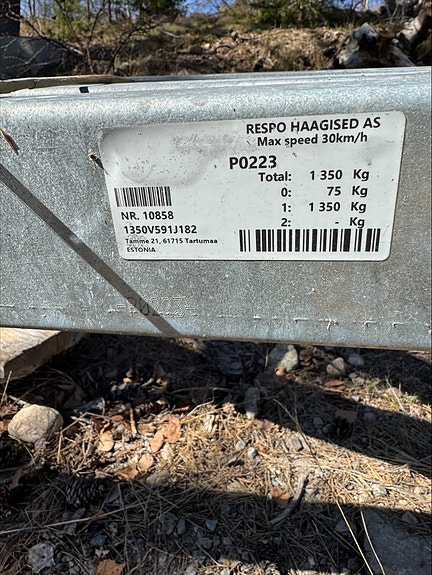 RESPO HAAGISED AS
Max speed 30km/h
P0223
Total: 1 350 Kg
0: 75 Kg
1: 1 350 Kg
2: - Kg
NR. 10858
1350V591J182
Tamme 21, 61715 Tartumaa
ESTONIA